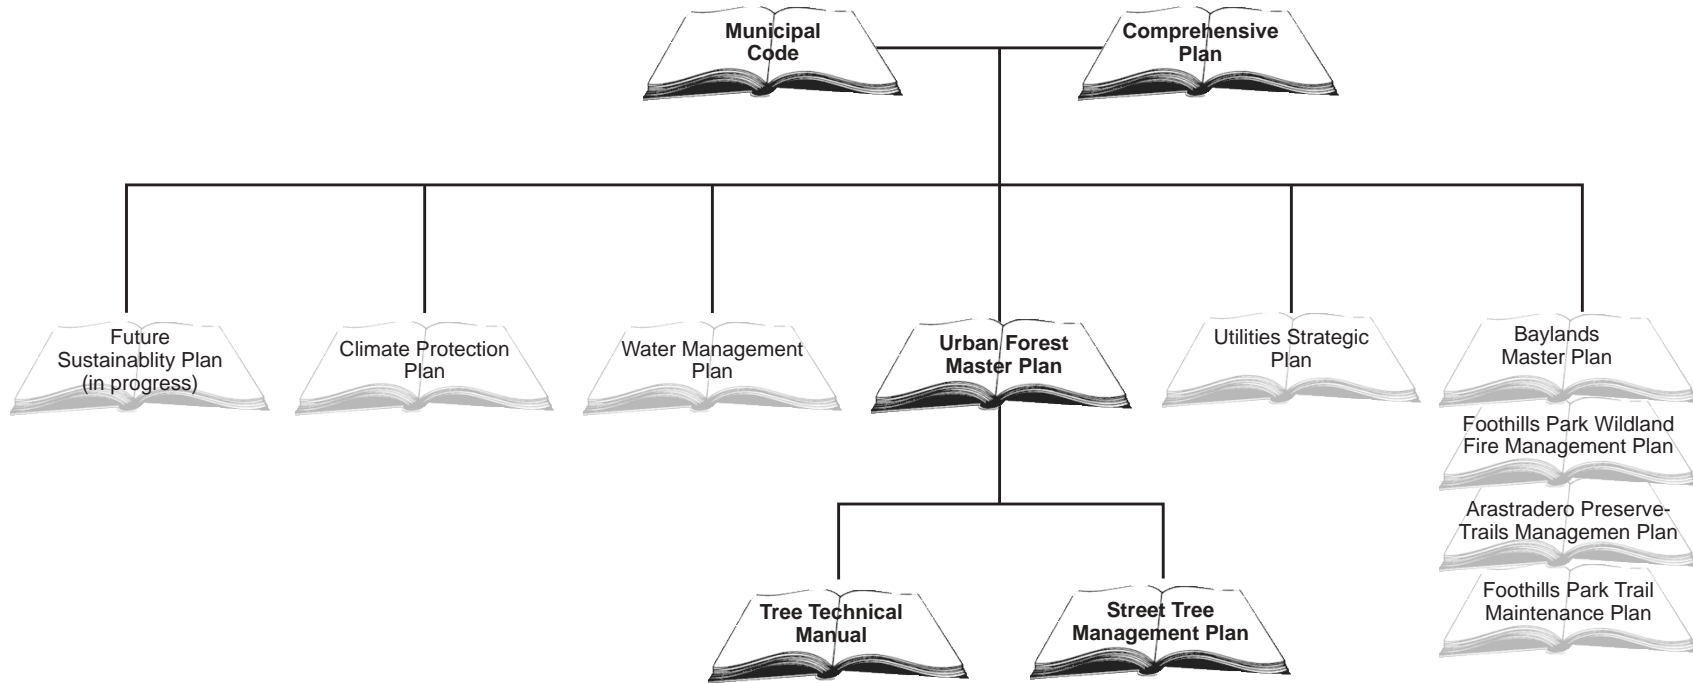 Municipal
Code
Comprehensive
Plan
Future
Sustainablity Plan
(in progress)
Climate Protection
Plan
Water Management
Plan
Urban Forest
Master Plan
Utilities Strategic
Plan
Baylands
Master Plan
Foothills Park Wildland
Fire Management Plan
Arastradero Preserve-
Trails Managemen Plan
Foothills Park Trail
Maintenance Plan
Tree Technical
Manual
Street Tree
Management Plan